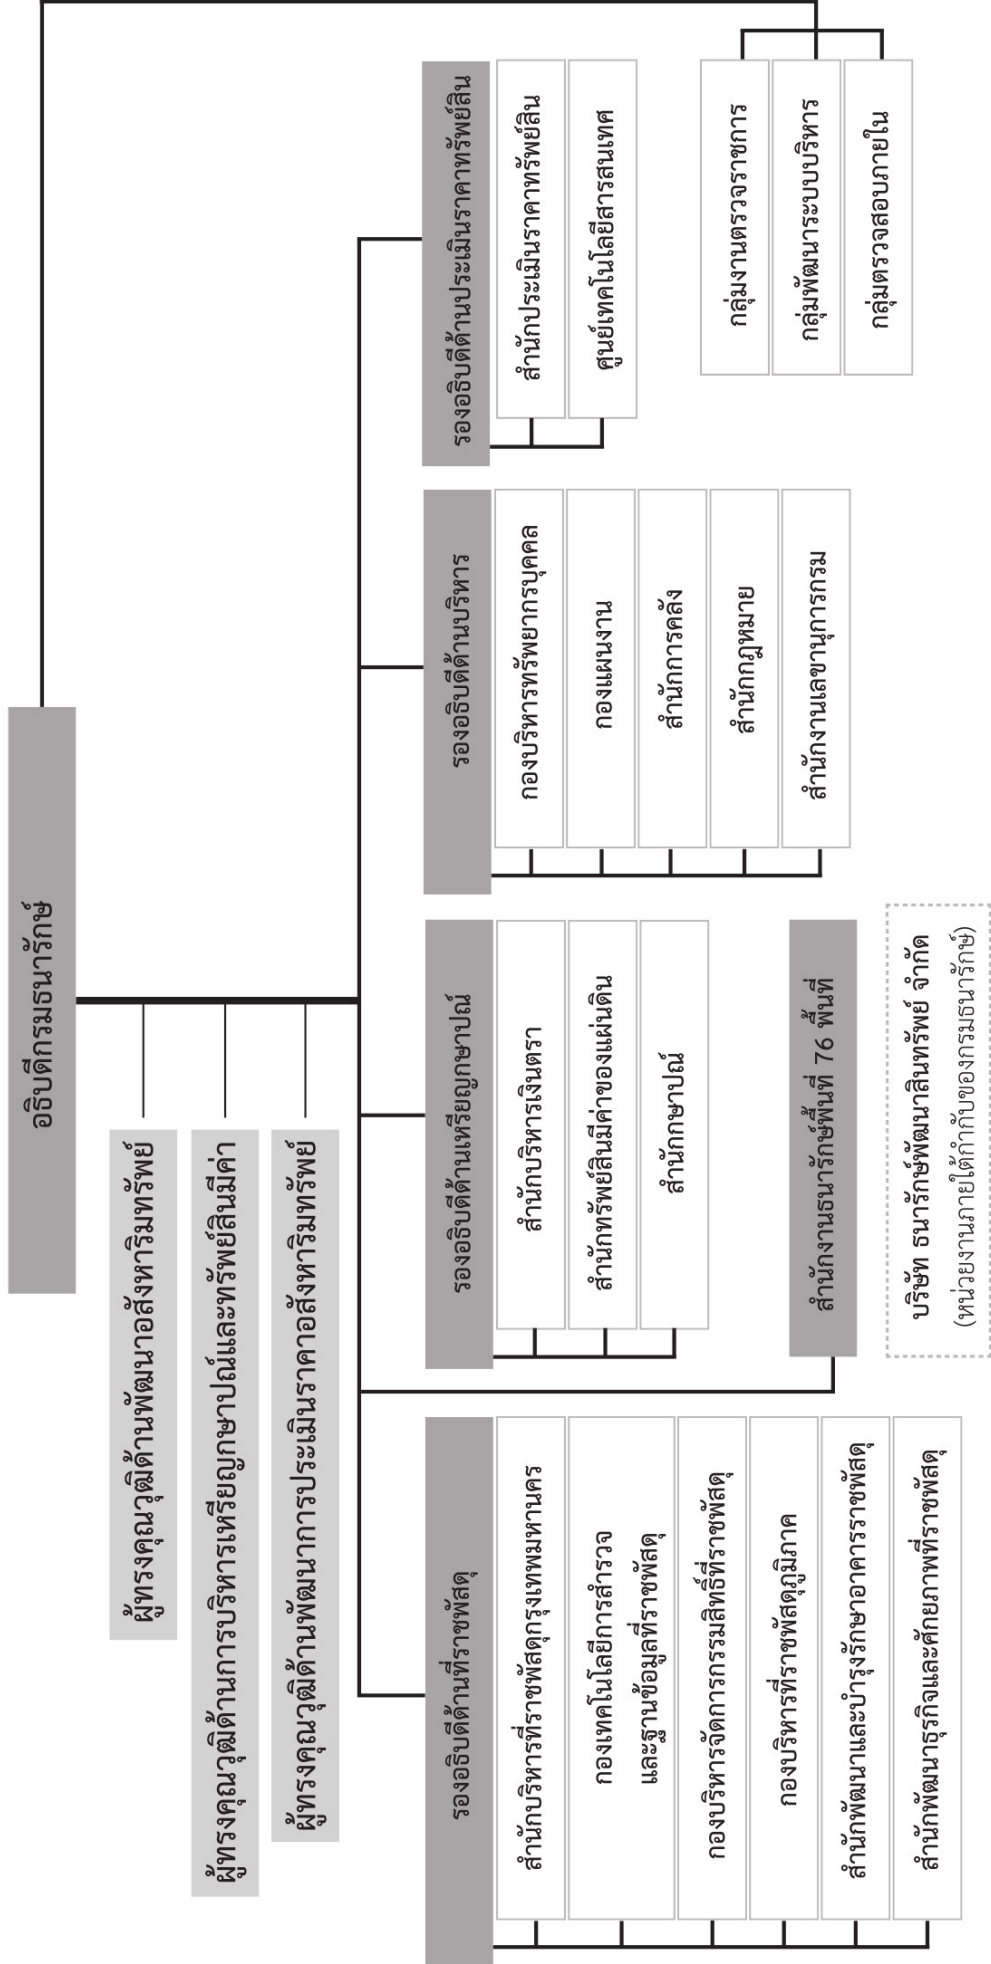 อธิบดีกรมธนารักษ์
ผู้ทรงคุณวุฒิด้านพัฒนาอสังหาริมทรัพย์
ผู้ทรงคุณวุฒิด้านการบริหารเหรียญกษาปณ์และทรัพย์สินมีค่า
ผู้ทรงคุณวุฒิด้านพัฒนาการประเมินราคาอสังหาริมทรัพย์
รองอธิบดีด้านที่ราชพัสดุ
สำนักบริหารที่ราชพัสดุกรุงเทพมหานคร
กองเทคโนโลยีการสำรวจ
และฐานข้อมูลที่ราชพัสดุ
กองบริหารจัดการกรรมสิทธิ์ที่ราชพัสดุ
กองบริหารที่ราชพัสดุภูมิภาค
สำนักพัฒนาและบำรุงรักษาอาคารราชพัสดุ
สำนักพัฒนาธุรกิจและศักยภาพที่ราชพัสดุ
รองอธิบดีด้านเหรียญกษาปณ์
สำนักบริหารเงินตรา
สำนักทรัพย์สินมีค่าของแผ่นดิน
สำนักกษาปณ์
สำนักงานธนารักษ์พื้นที่ 76 พื้นที่
บริษัท ธนารักษ์พัฒนาสินทรัพย์ จำกัด
(หน่วยงานภายใต้กำกับของกรมธนารักษ์)
รองอธิบดีด้านบริหาร
กองบริหารทรัพยากรบุคคล
กองแผนงาน
สำนักการคลัง
สำนักกฎหมาย
สำนักงานเลขานุการกรม
รองอธิบดีด้านประเมินราคาทรัพย์สิน
สำนักประเมินราคาทรัพย์สิน
ศูนย์เทคโนโลยีสารสนเทศ
กลุ่มงานตรวจราชการ
กลุ่มพัฒนาระบบบริหาร
กลุ่มตรวจสอบภายใน